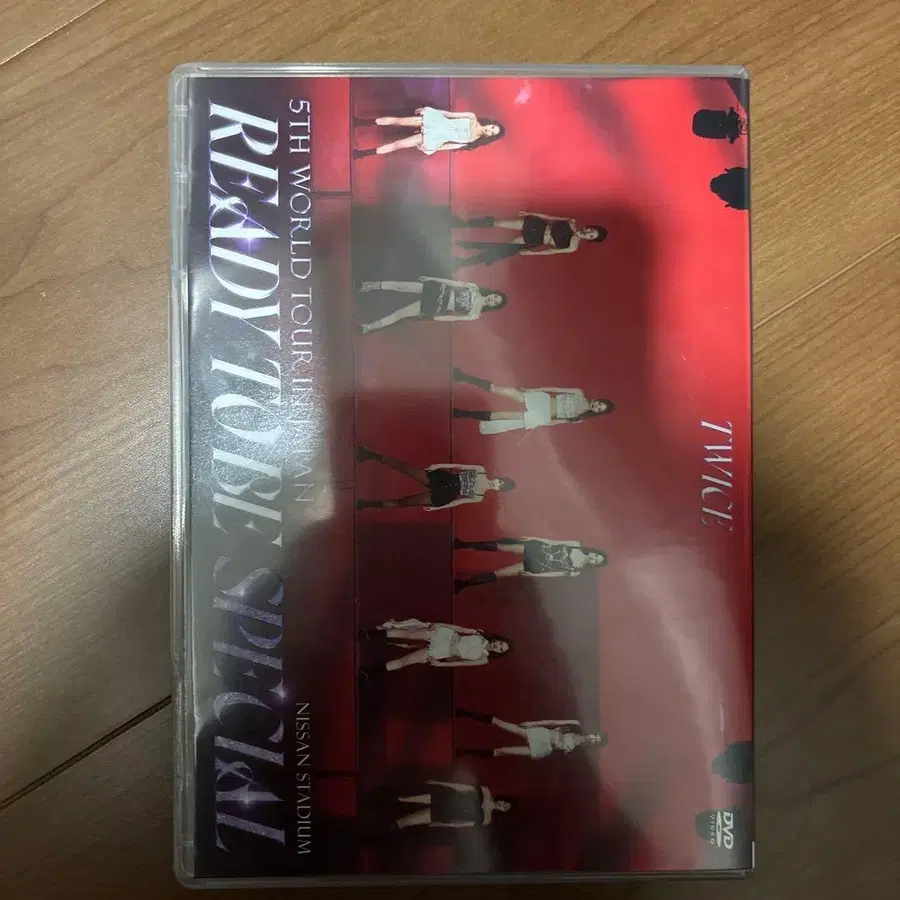 TWICE
DVD
VIDEO
5TH WORLD TOUR IN JAPAN
NISSAN STADIUM
READY TO BE SPECIAL